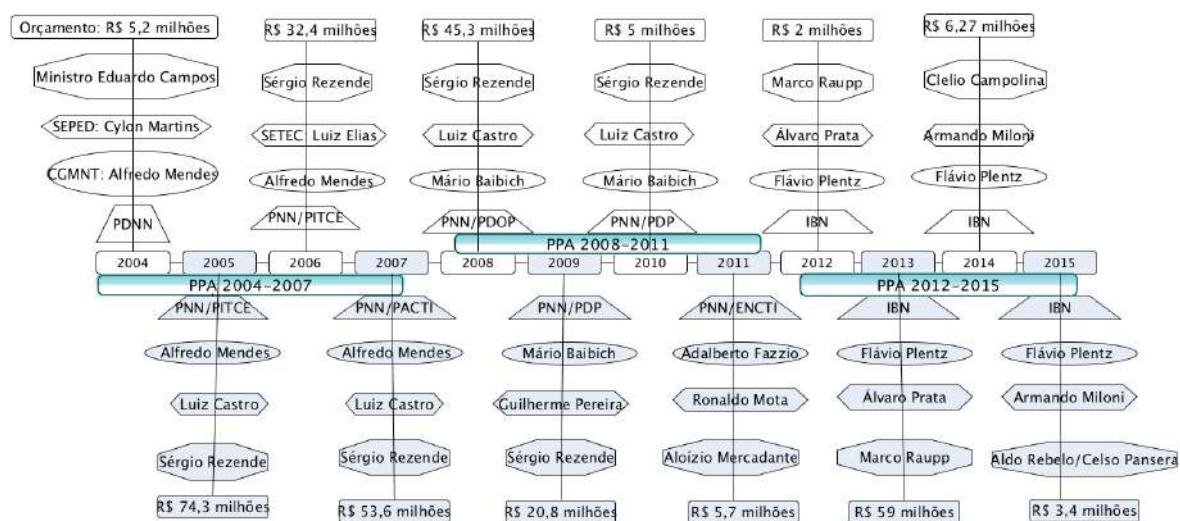 Orçamento: R$ 5,2 milhões
R$ 32,4 milhões
R$ 45,3 milhões
R$ 5 milhões
R$ 2 milhões
R$ 6,27 milhões
Ministro Eduardo Campos
Sérgio Rezende
Sérgio Rezende
Sérgio Rezende
Marco Raupp
Clelio Campolina
SEPED: Cylon Martins
SETEC: Luiz Elias
Luiz Castro
Luiz Castro
Álvaro Prata
Armando Miloni
CGMNT: Alfredo Mendes
Alfredo Mendes
Mário Baibich
Mário Baibich
Flávio Plentz
Flávio Plentz
PDNN
PNN/PITCE
PNN/PDOP
PNN/PDP
IBN
IBN
PPA 2008-2011
2004
2005
2006
2007
2008
2009
2010
2011
2012
2013
2014
2015
PPA 2004-2007
PPA 2012-2015
PNN/PITCE
PNN/PACTI
PNN/PDP
PNN/ENCTI
IBN
IBN
Alfredo Mendes
Alfredo Mendes
Mário Baibich
Adalberto Fazzio
Flávio Plentz
Flávio Plentz
Luiz Castro
Luiz Castro
Guilherme Pereira
Ronaldo Mota
Álvaro Prata
Armando Miloni
Sérgio Rezende
Sérgio Rezende
Sérgio Rezende
Aloízio Mercadante
Marco Raupp
Aldo Rebelo/Celso Pansera
R$ 74,3 milhões
R$ 53,6 milhões
R$ 20,8 milhões
R$ 5,7 milhões
R$ 59 milhões
R$ 3,4 milhões